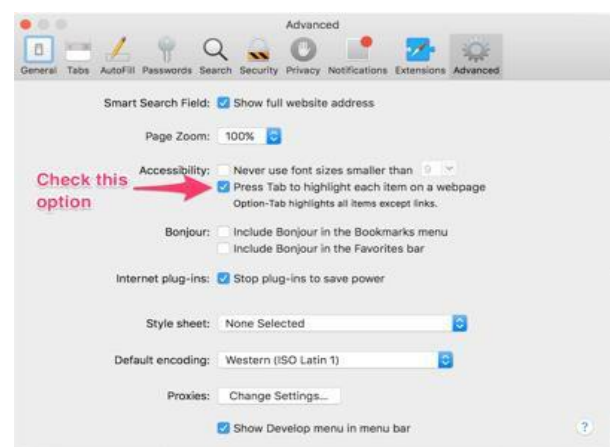 Advanced
General Tabs AutoFill Passwords Search Security Privacy Notifications Extensions Advanced
Smart Search Field: Show full website address
Page Zoom: 100%
Accessibility: Never use font sizes smaller than 9
Check this option
Press Tab to highlight each item on a webpage
Option-Tab highlights all items except links.
Bonjour: Include Bonjour in the Bookmarks menu
Include Bonjour in the Favorites bar
Internet plug-ins: Stop plug-ins to save power
Style sheet: None Selected
Default encoding: Western (ISO Latin 1)
Proxies: Change Settings...
Show Develop menu in menu bar
?